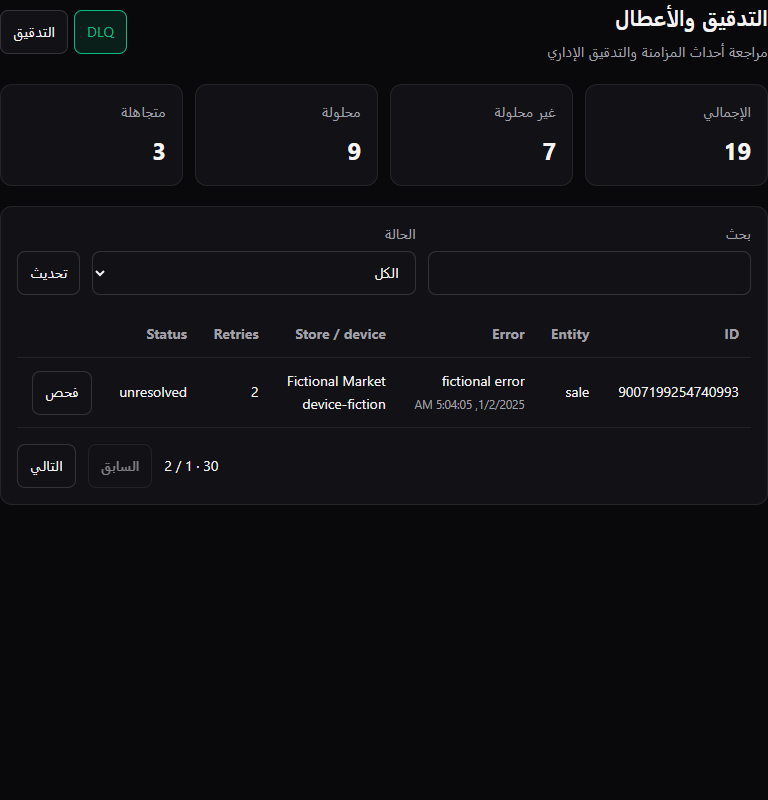 التدقيق والأعطال
مراجعة أحداث المزامنة والتدقيق الإداري
DLQ
التدقيق
الإجمالي
19
غير محلولة
7
محلولة
9
متجاهلة
3
بحث
الحالة
الكل
تحديث
ID
Entity
Error
Store / device
Retries
Status
9007199254740993
sale
fictional error
1/2/2025, 5:04:05 AM
Fictional Market
device-fiction
2
unresolved
فحص
30 · 1 / 2
السابق
التالي